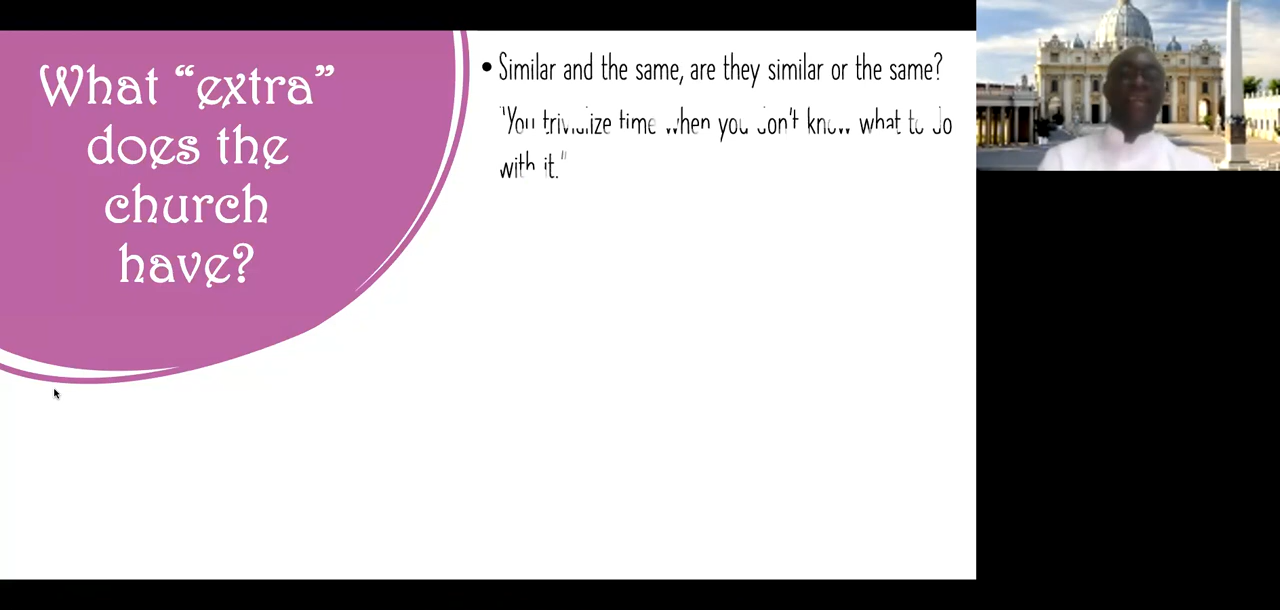 What “extra”
does the
church
have?
• Similar and the same, are they similar or the same?
"You trivialize time when you don't know what to do
with it."